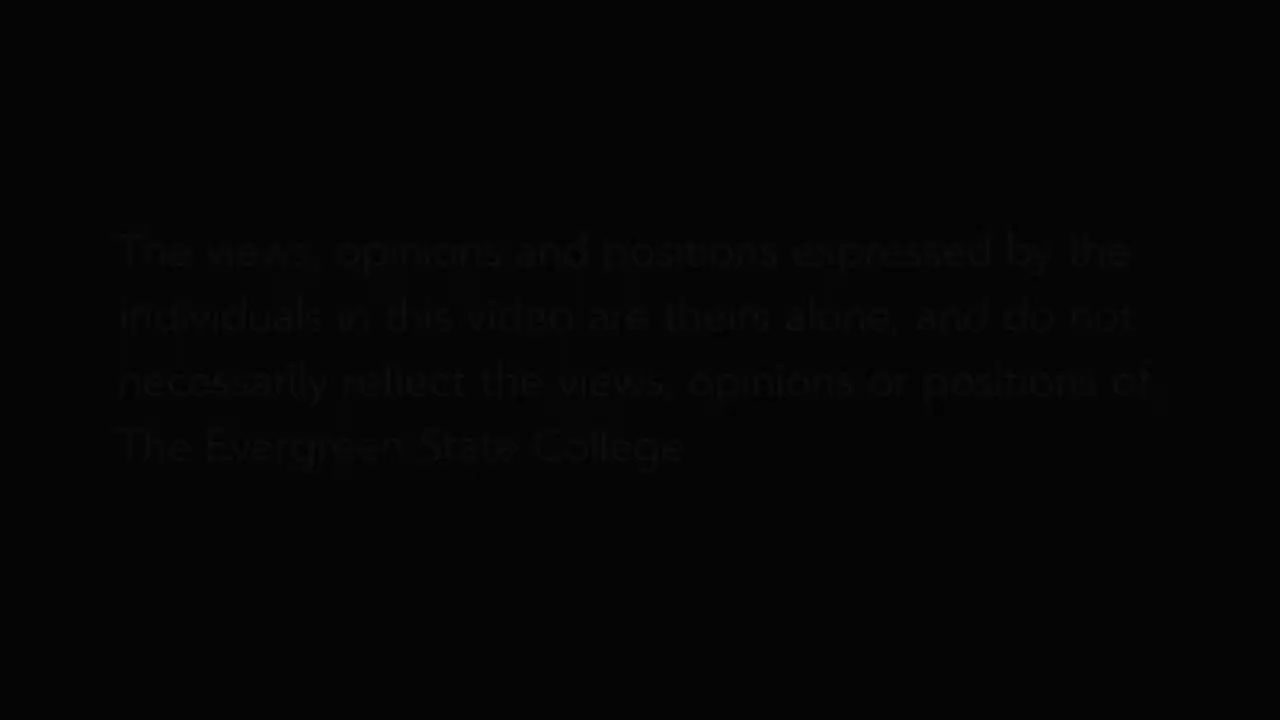 The views, opinions and positions expressed by the
individuals in this video are theirs alone, and do not
necessarily reflect the views, opinions or positions of
The Evergreen State College